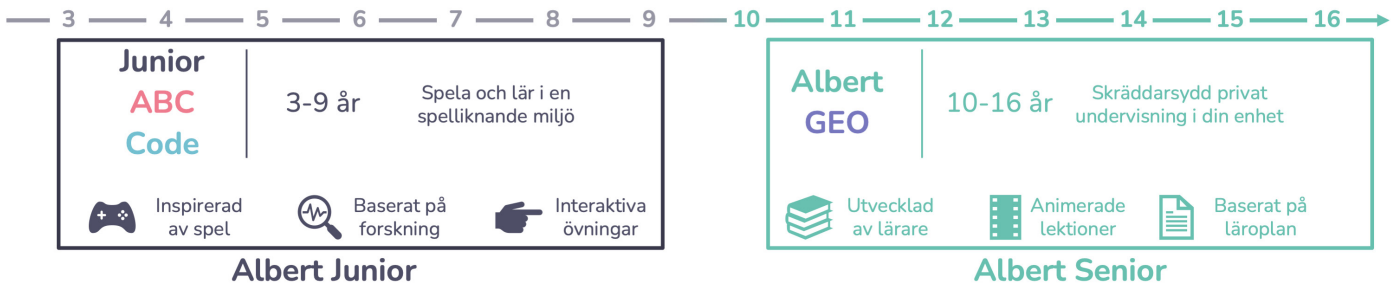 3 4 5 6 7 8 9 10 11 12 13 14 15 16
Junior
ABC
Code
3-9 år
Spela och lär i en
spelliknande miljö
Inspirerad
av spel
Baserat på
forskning
Interaktiva
övningar
Albert Junior
Albert
GEO
10-16 år
Skräddarsydd privat
undervisning i din enhet
Utvecklad
av lärare
Animerade
lektioner
Baserat på
läroplan
Albert Senior